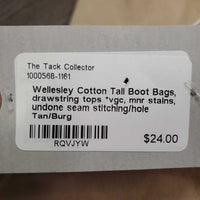 The Tack Collector
1000568-1161
Wellesley Cotton Tall Boot Bags,
drawstring tops *vgc, mnr stains,
undone seam stitching/hole
Tan/Burg
RQVJYW
$24.00